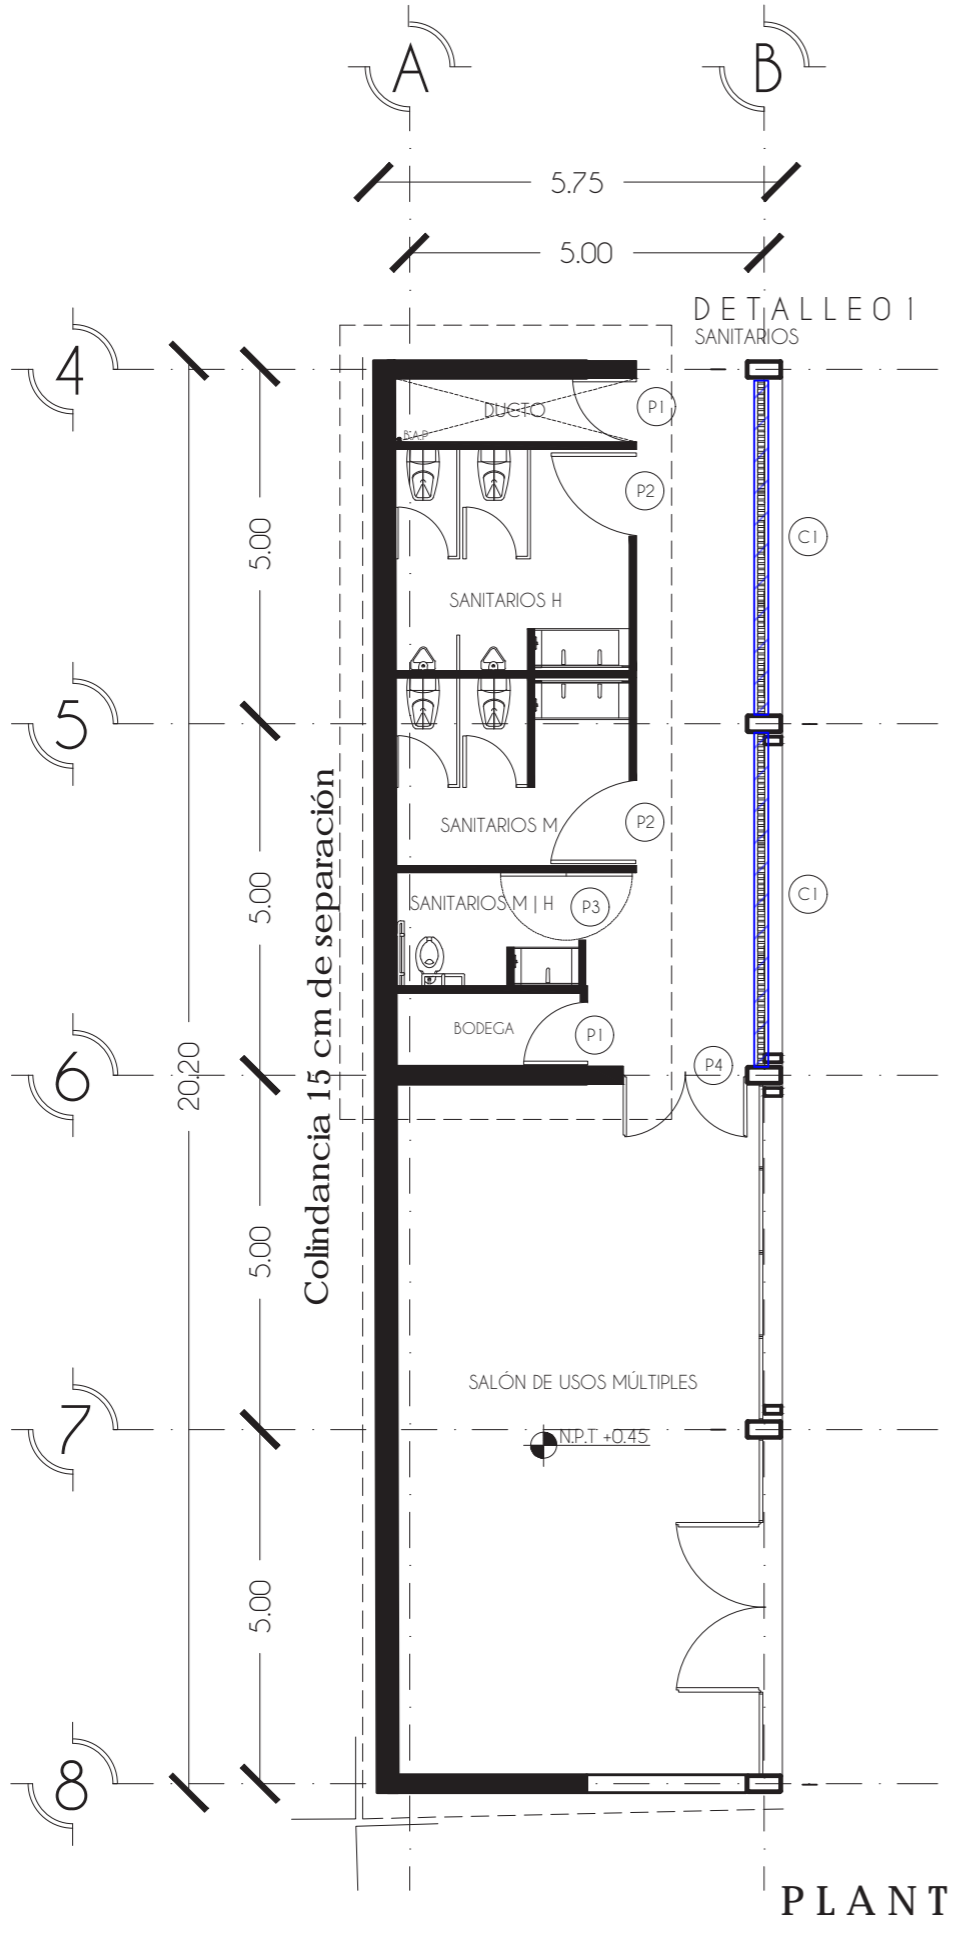 A
B
5.75
5.00
DETALLE01
SANITARIOS
4
DUCTO
P1
B.A.P
P2
5.00
C1
SANITARIOS H
5
SANITARIOS M
P2
Colindancia 15 cm de separación
5.00
SANITARIOS M | H
P3
C1
BODEGA
P1
20.20
6
P4
5.00
SALÓN DE USOS MÚLTIPLES
7
N.P.T +0.45
5.00
8
PLANT